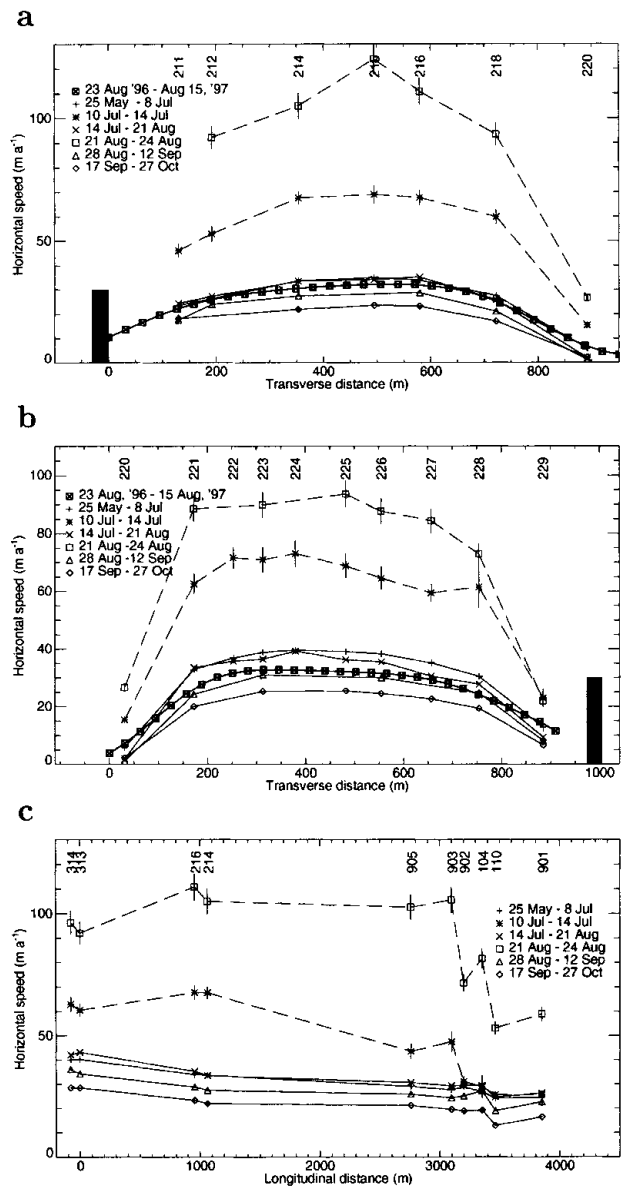 a
211 212 214 215 216 218 220
23 Aug '96 - Aug 15, '97
25 May - 8 Jul
10 Jul - 14 Jul
14 Jul - 21 Aug
21 Aug - 24 Aug
28 Aug - 12 Sep
17 Sep - 27 Oct
100
50
0
Horizontal speed (m a⁻¹)
0 200 400 600 800
Transverse distance (m)
b
220 221 222 223 224 225 226 227 228 229
23 Aug, '96 - 15 Aug, '97
25 May - 8 Jul
10 Jul - 14 Jul
14 Jul - 21 Aug
21 Aug - 24 Aug
28 Aug - 12 Sep
17 Sep - 27 Oct
100
80
60
40
20
0
Horizontal speed (m a⁻¹)
0 200 400 600 800 1000
Transverse distance (m)
c
314 313 216 214 905 903 902 104 110 901
25 May - 8 Jul
10 Jul - 14 Jul
14 Jul - 21 Aug
21 Aug - 24 Aug
28 Aug - 12 Sep
17 Sep - 27 Oct
100
50
0
Horizontal speed (m a⁻¹)
0 1000 2000 3000 4000
Longitudinal distance (m)